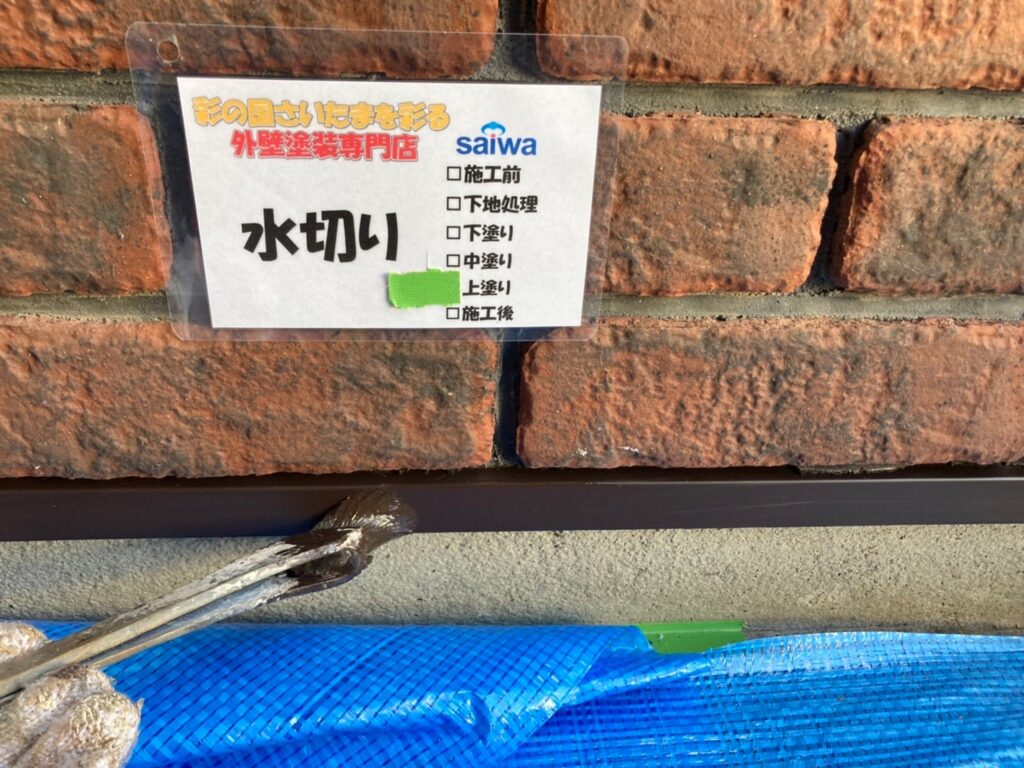 彩の国さいたまを彩る
外壁塗装専門店
saiwa
水切り
□施工前
□下地処理
□下塗り
□中塗り
上塗り
□施工後